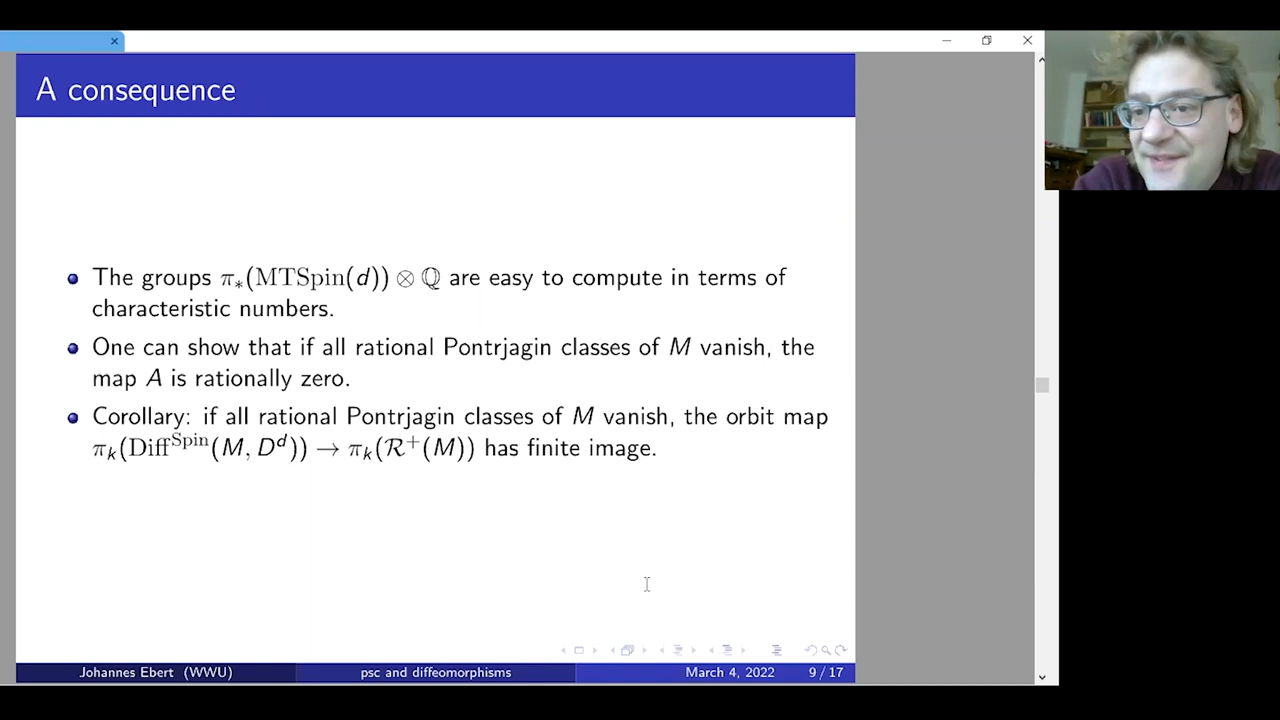 A consequence
The groups π∗(MTSpin(d)) ⊗ ℚ are easy to compute in terms of
characteristic numbers.
One can show that if all rational Pontrjagin classes of M vanish, the
map A is rationally zero.
Corollary: if all rational Pontrjagin classes of M vanish, the orbit map
πₖ(Diff^Spin(M, D^d)) → πₖ(ℛ⁺(M)) has finite image.
Johannes Ebert (WWU) psc and diffeomorphisms March 4, 2022 9 / 17